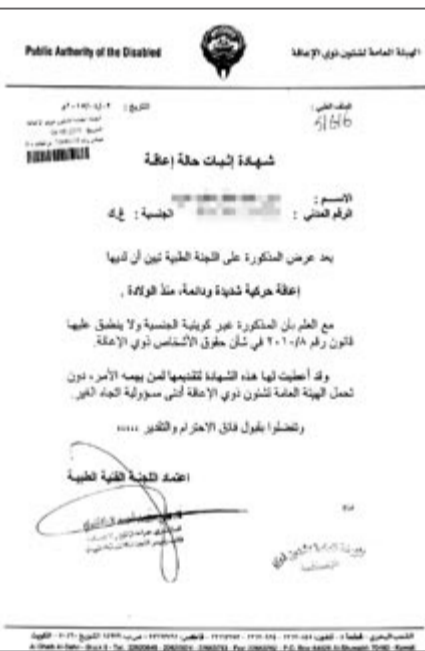 Public Authority of the Disabled
الهيئة العامة لشئون ذوي الإعاقة
الملف الطبي :
التاريخ :
شهادة إثبات حالة إعاقة
الاسم :
الرقم المدني : الجنسية : غ.ك
بعد عرض المذكورة على اللجنة الطبية تبين أن لديها
إعاقة حركية شديدة ودائمة، منذ الولادة .
مع العلم بأن المذكورة غير كويتية الجنسية ولا ينطبق عليها
قانون رقم ٢٠١٠/٨ في شأن حقوق الأشخاص ذوي الإعاقة.
وقد أعطيت لها هذه الشهادة لتقديمها لمن يهمه الأمر، دون
تحمل الهيئة العامة لشئون ذوي الإعاقة أدنى مسؤولية اتجاه الغير.
وتفضلوا بقبول فائق الاحترام والتقدير .....
اعتماد اللجنة الفنية الطبية